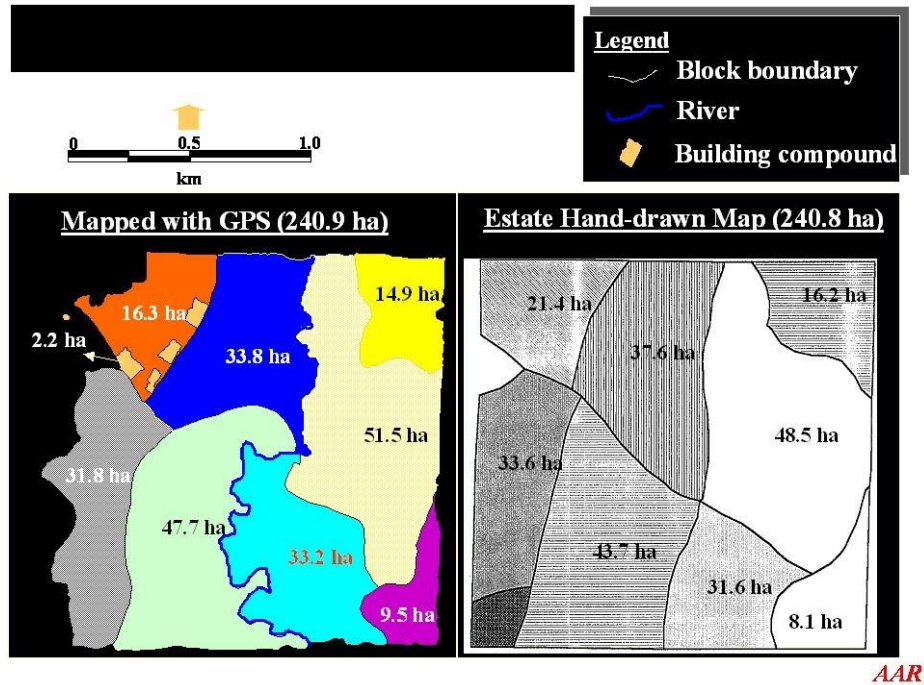 Legend
Block boundary
River
Building compound
0 0.5 1.0
km
Mapped with GPS (240.9 ha)
16.3 ha
14.9 ha
2.2 ha
33.8 ha
51.5 ha
31.8 ha
47.7 ha
33.2 ha
9.5 ha
Estate Hand-drawn Map (240.8 ha)
21.4 ha
16.2 ha
37.6 ha
48.5 ha
33.6 ha
43.7 ha
31.6 ha
8.1 ha
AAR